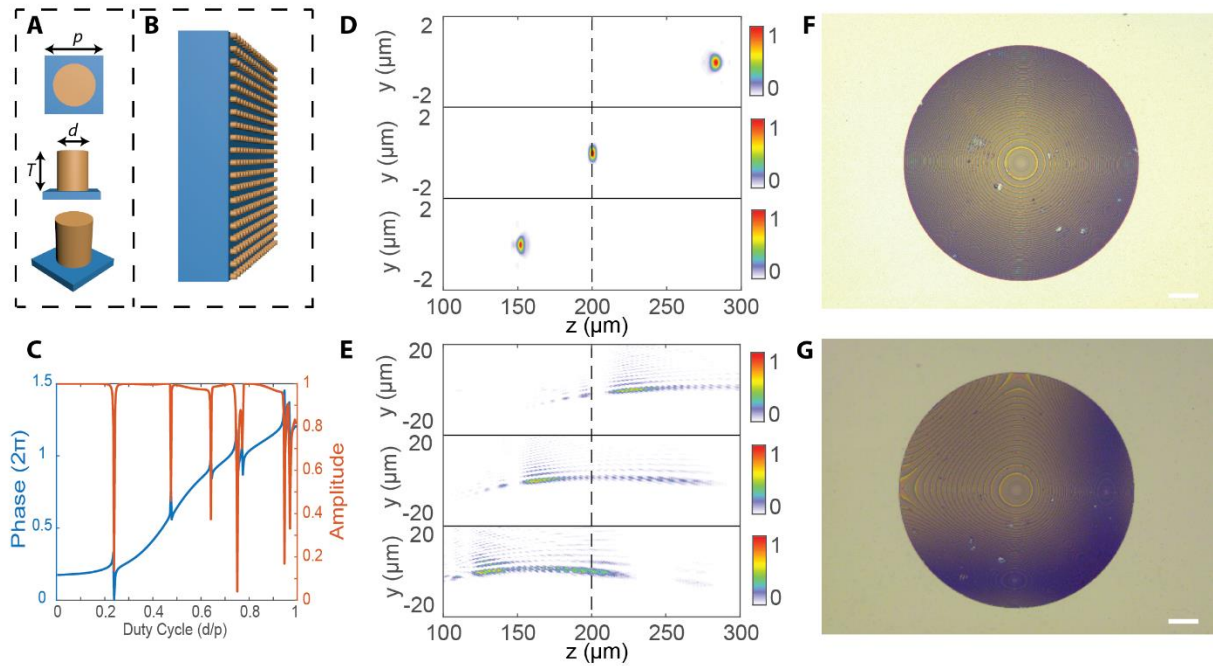 A
p
d
T
B
C
1.5
1
0.5
0
Phase (2π)
1
0.8
0.6
0.4
0.2
0
Amplitude
0 0.2 0.4 0.6 0.8 1
Duty Cycle (d/p)
D
2
y (µm)
-2
1
0
2
y (µm)
-2
1
0
2
y (µm)
-2
1
0
100 150 200 250 300
z (µm)
E
20
y (µm)
-20
1
0
20
y (µm)
-20
1
0
20
y (µm)
-20
1
0
100 150 200 250 300
z (µm)
F
G